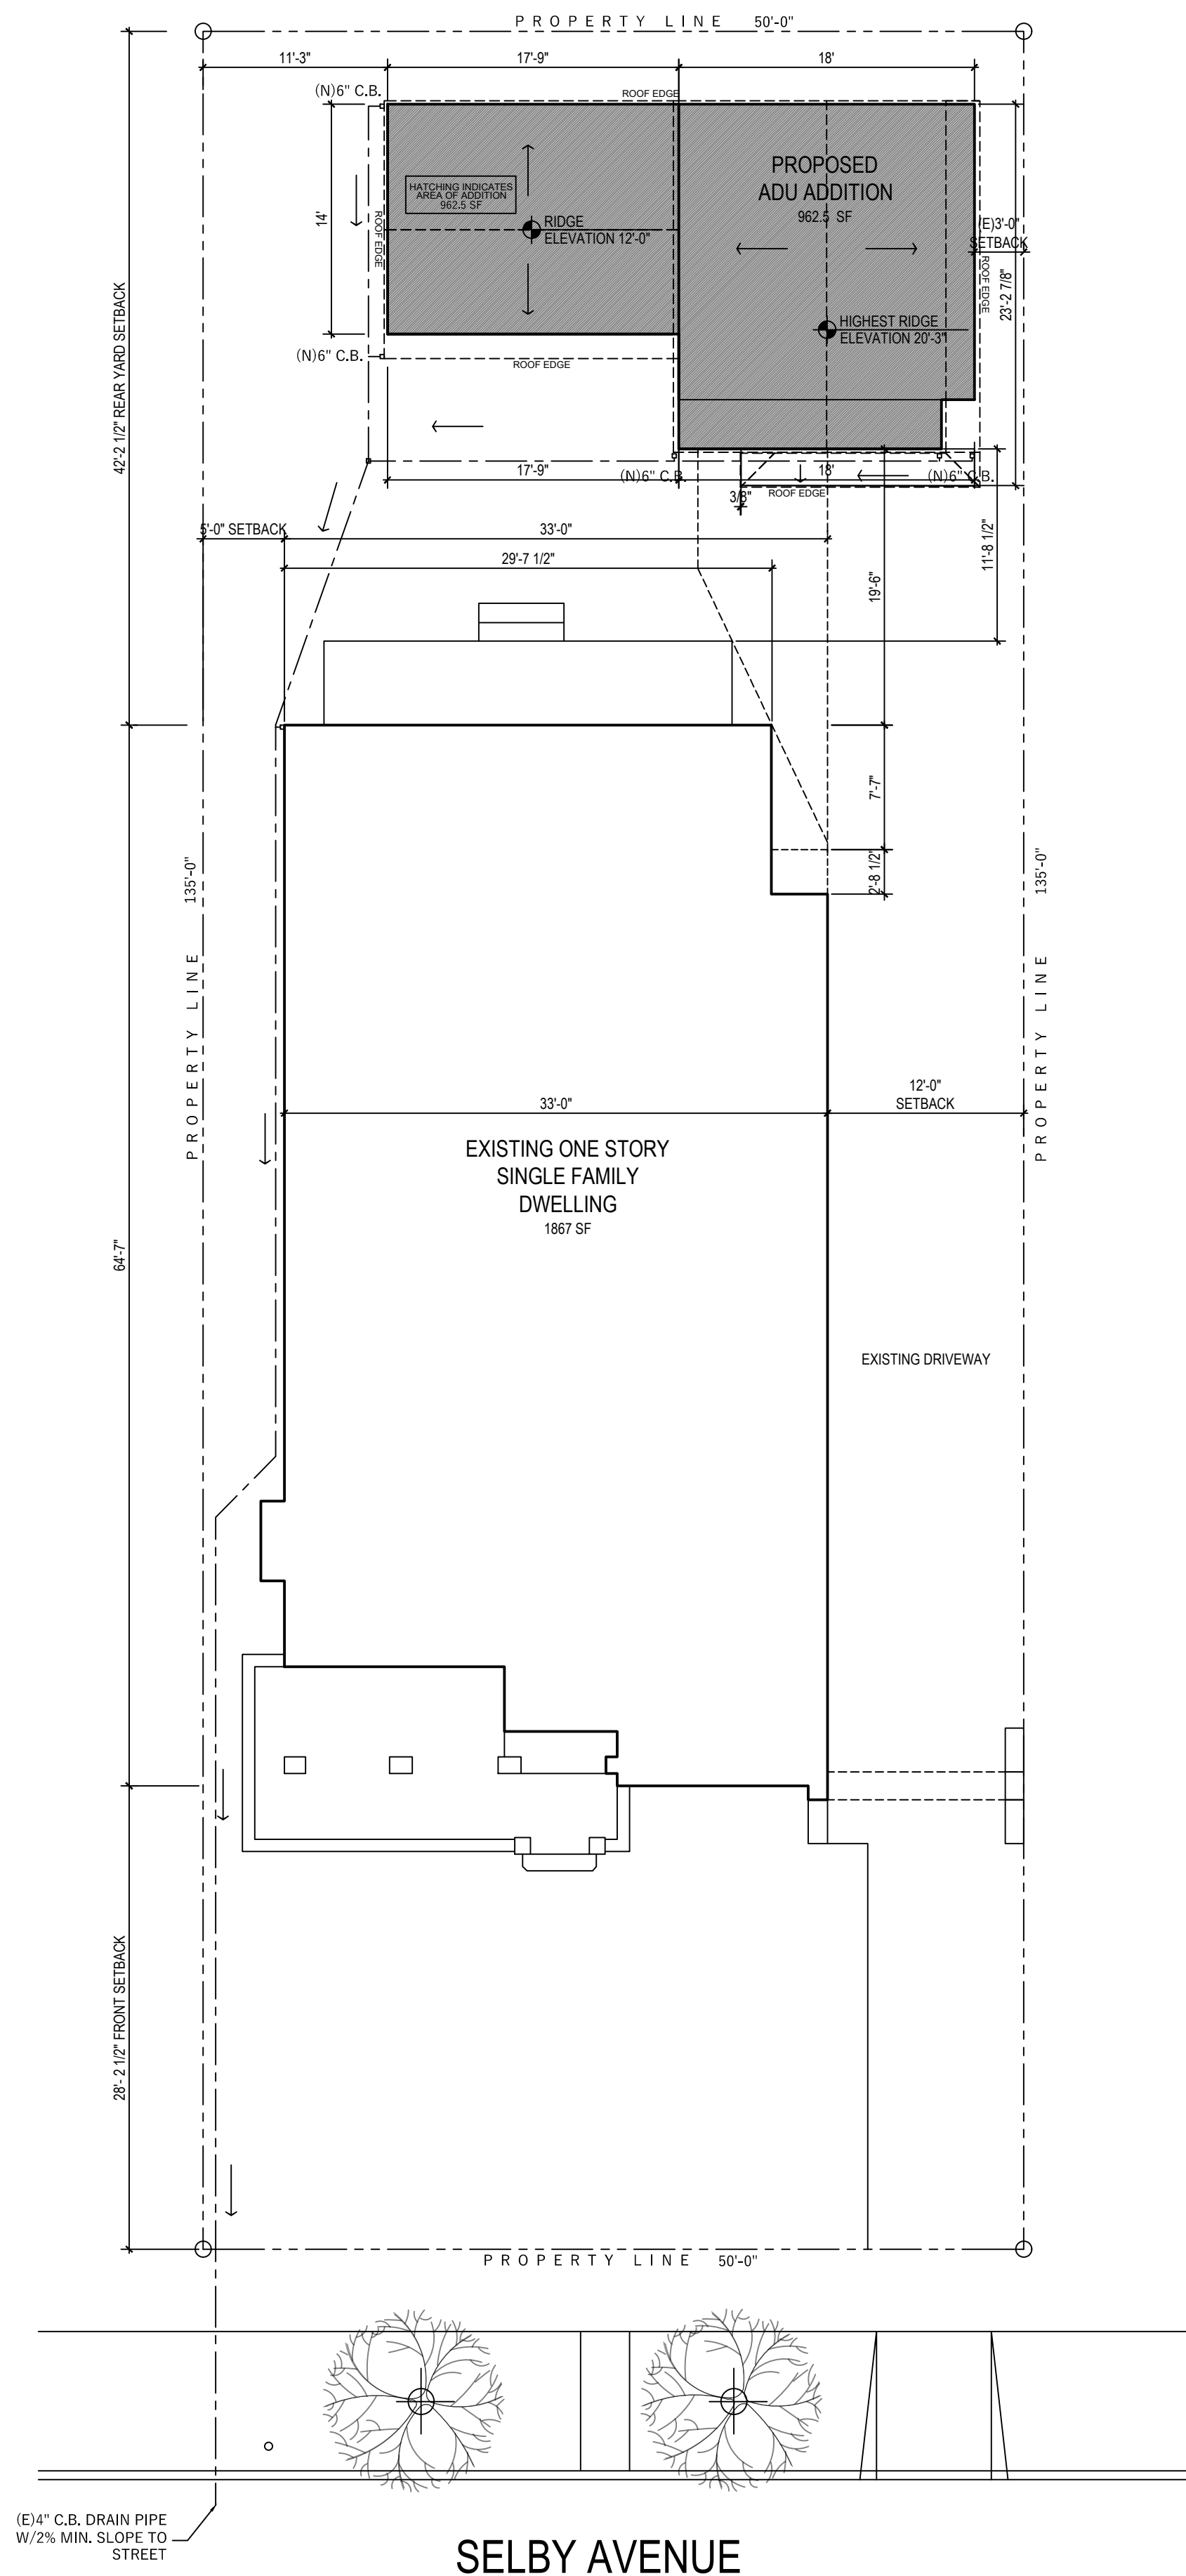 PROPERTY LINE 50'-0"
11'-3"
17'-9"
18'
(N)6" C.B.
ROOF EDGE
HATCHING INDICATES
AREA OF ADDITION
962.5 SF
PROPOSED
ADU ADDITION
962.5 SF
14'
ROOF EDGE
RIDGE
ELEVATION 12'-0"
(E)3'-0"
SETBACK
ROOF EDGE
23'-2 7/8"
HIGHEST RIDGE
ELEVATION 20'-3"
42'-2 1/2" REAR YARD SETBACK
(N)6" C.B.
ROOF EDGE
17'-9"
(N)6" C.B.
18'
(N)6" C.B.
3/8"
ROOF EDGE
5'-0" SETBACK
33'-0"
29'-7 1/2"
19'-6"
11'-8 1/2"
7'-7"
2'-8 1/2"
135'-0"
135'-0"
PROPERTY LINE
PROPERTY LINE
33'-0"
12'-0"
SETBACK
EXISTING ONE STORY
SINGLE FAMILY
DWELLING
1867 SF
64'-7"
EXISTING DRIVEWAY
28'- 2 1/2" FRONT SETBACK
PROPERTY LINE 50'-0"
(E)4" C.B. DRAIN PIPE
W/2% MIN. SLOPE TO
STREET
SELBY AVENUE